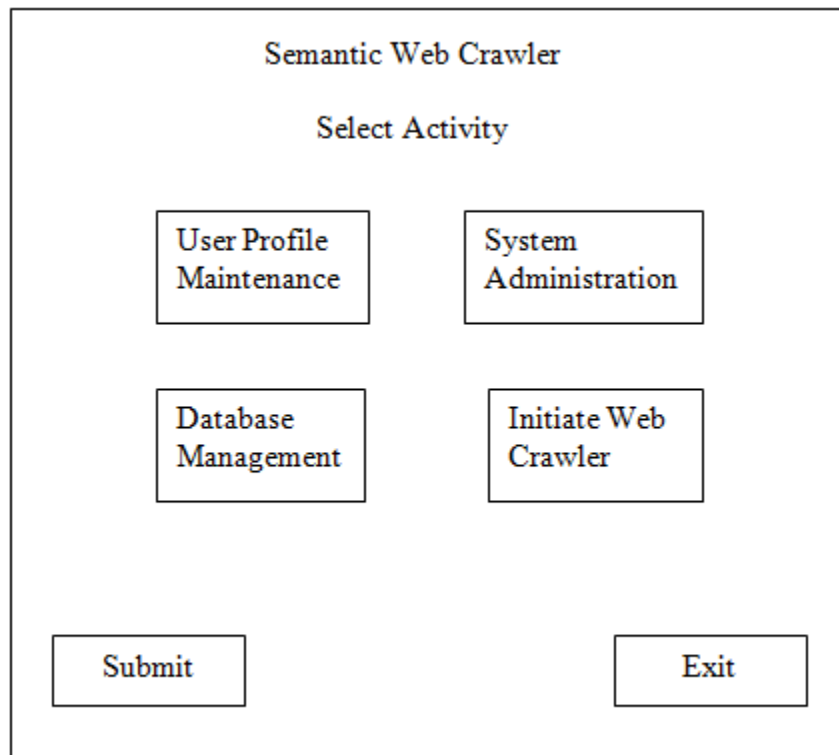 Semantic Web Crawler
Select Activity
User Profile
Maintenance
System
Administration
Database
Management
Initiate Web
Crawler
Submit
Exit